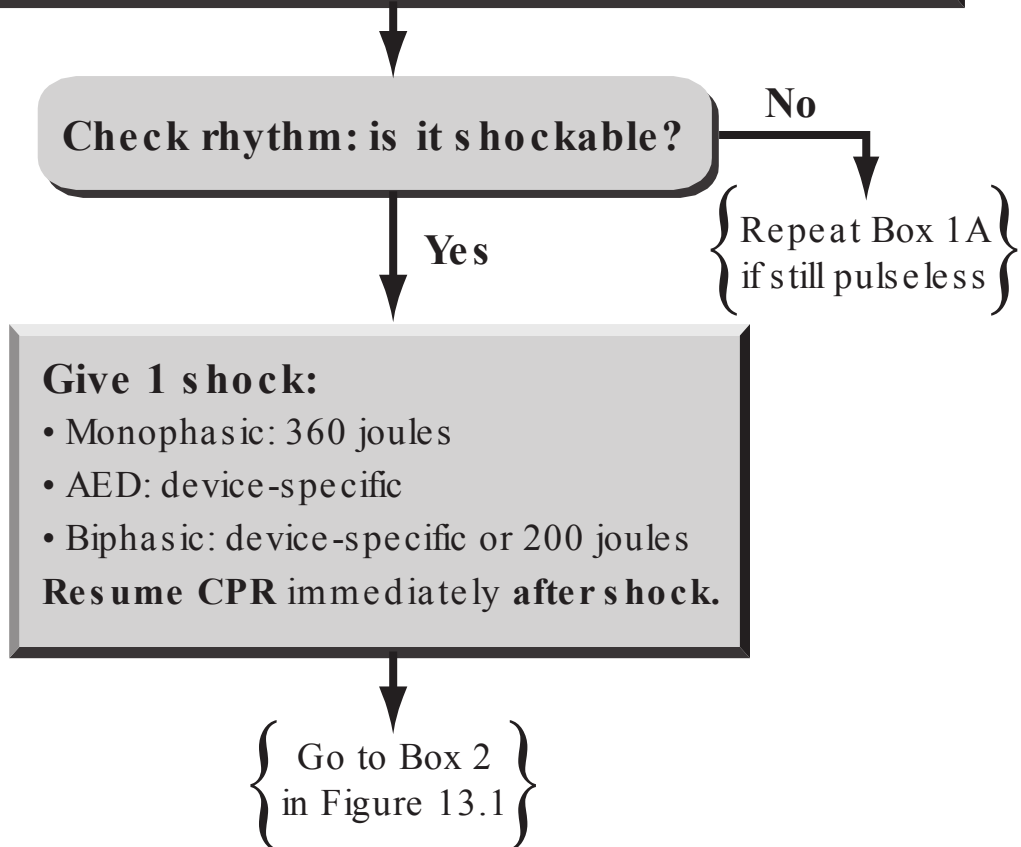 Check rhythm: is it shockable?
No
Repeat Box 1A
if still pulseless
Yes
Give 1 shock:
• Monophasic: 360 joules
• AED: device-specific
• Biphasic: device-specific or 200 joules
Resume CPR immediately after shock.
Go to Box 2
in Figure 13.1